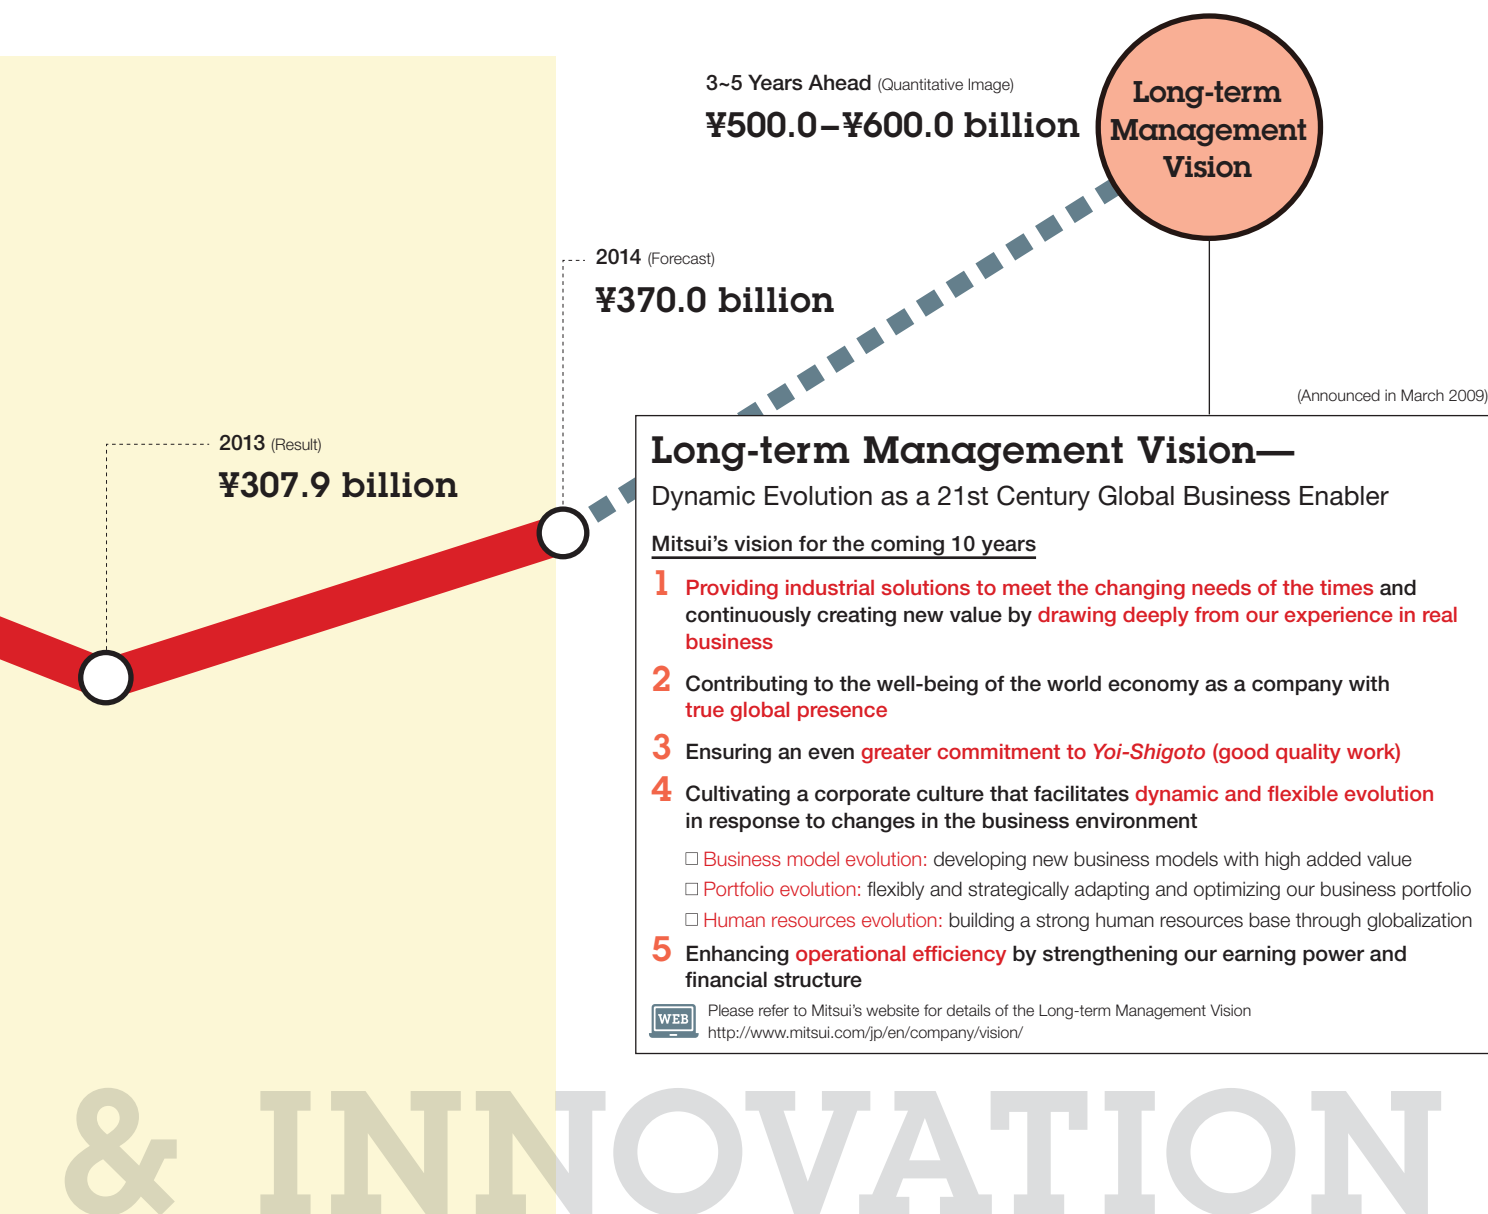 3~5 Years Ahead (Quantitative Image)
¥500.0–¥600.0 billion
Long-term
Management
Vision
2014 (Forecast)
¥370.0 billion
2013 (Result)
¥307.9 billion
(Announced in March 2009)
Long-term Management Vision—
Dynamic Evolution as a 21st Century Global Business Enabler
Mitsui’s vision for the coming 10 years
1 Providing industrial solutions to meet the changing needs of the times and
continuously creating new value by drawing deeply from our experience in real
business
2 Contributing to the well-being of the world economy as a company with
true global presence
3 Ensuring an even greater commitment to Yoi-Shigoto (good quality work)
4 Cultivating a corporate culture that facilitates dynamic and flexible evolution
in response to changes in the business environment
□ Business model evolution: developing new business models with high added value
□ Portfolio evolution: flexibly and strategically adapting and optimizing our business portfolio
□ Human resources evolution: building a strong human resources base through globalization
5 Enhancing operational efficiency by strengthening our earning power and
financial structure
WEB
Please refer to Mitsui’s website for details of the Long-term Management Vision
http://www.mitsui.com/jp/en/company/vision/
& INNOVATION